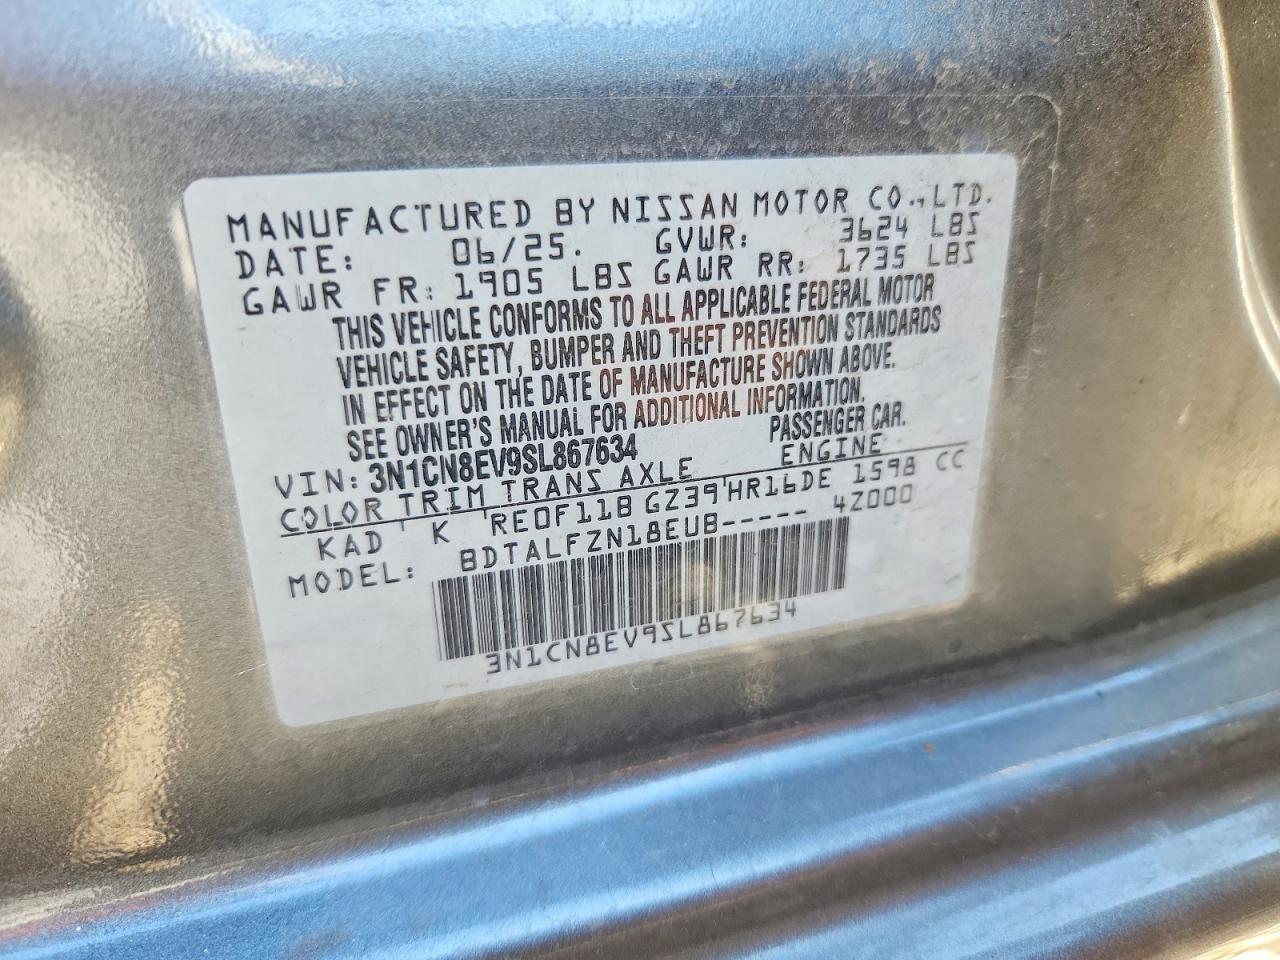 MANUFACTURED BY NISSAN MOTOR CO.,LTD.
DATE: 06/25. GVWR: 3624 LBS
GAWR FR: 1905 LBS GAWR RR: 1735 LBS
THIS VEHICLE CONFORMS TO ALL APPLICABLE FEDERAL MOTOR
VEHICLE SAFETY, BUMPER AND THEFT PREVENTION STANDARDS
IN EFFECT ON THE DATE OF MANUFACTURE SHOWN ABOVE.
SEE OWNER'S MANUAL FOR ADDITIONAL INFORMATION.
VIN: 3N1CN8EV9SL867634 PASSENGER CAR.
COLOR TRIM TRANS AXLE ENGINE
KAD K RE0F11B GZ39 HR16DE 1598 CC
MODEL: BDTALFZN18EUB----- 4Z000
3N1CN8EV9SL867634